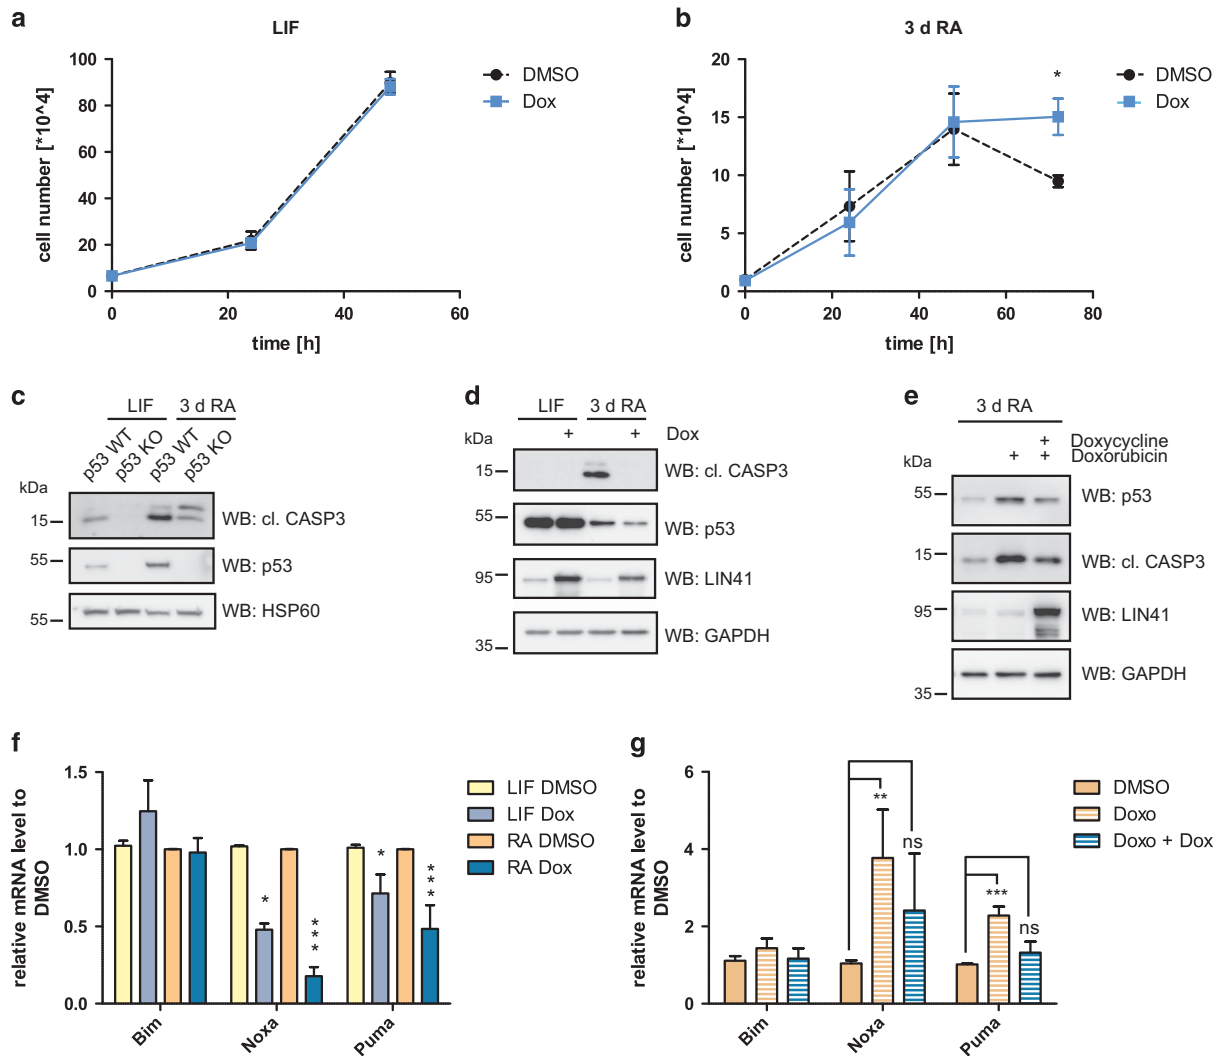 a
LIF
100
80
60
40
20
0
cell number [*10^4]
0 20 40 60
time [h]
DMSO
Dox
b
3 d RA
20
15
10
5
0
cell number [*10^4]
*
0 20 40 60 80
time [h]
DMSO
Dox
c
LIF 3 d RA
p53 WT p53 KO p53 WT p53 KO
kDa
15 WB: cl. CASP3
55 WB: p53
55 WB: HSP60
d
LIF 3 d RA
kDa + + Dox
15 WB: cl. CASP3
55 WB: p53
95 WB: LIN41
35 WB: GAPDH
e
3 d RA
+ Doxycycline
+ + Doxorubicin
kDa
55 WB: p53
15 WB: cl. CASP3
95 WB: LIN41
35 WB: GAPDH
f
1.5
1.0
0.5
0.0
relative mRNA level to
DMSO
* *** * ***
Bim Noxa Puma
LIF DMSO
LIF Dox
RA DMSO
RA Dox
g
6
4
2
0
relative mRNA level to
DMSO
** ns *** ns
Bim Noxa Puma
DMSO
Doxo
Doxo + Dox